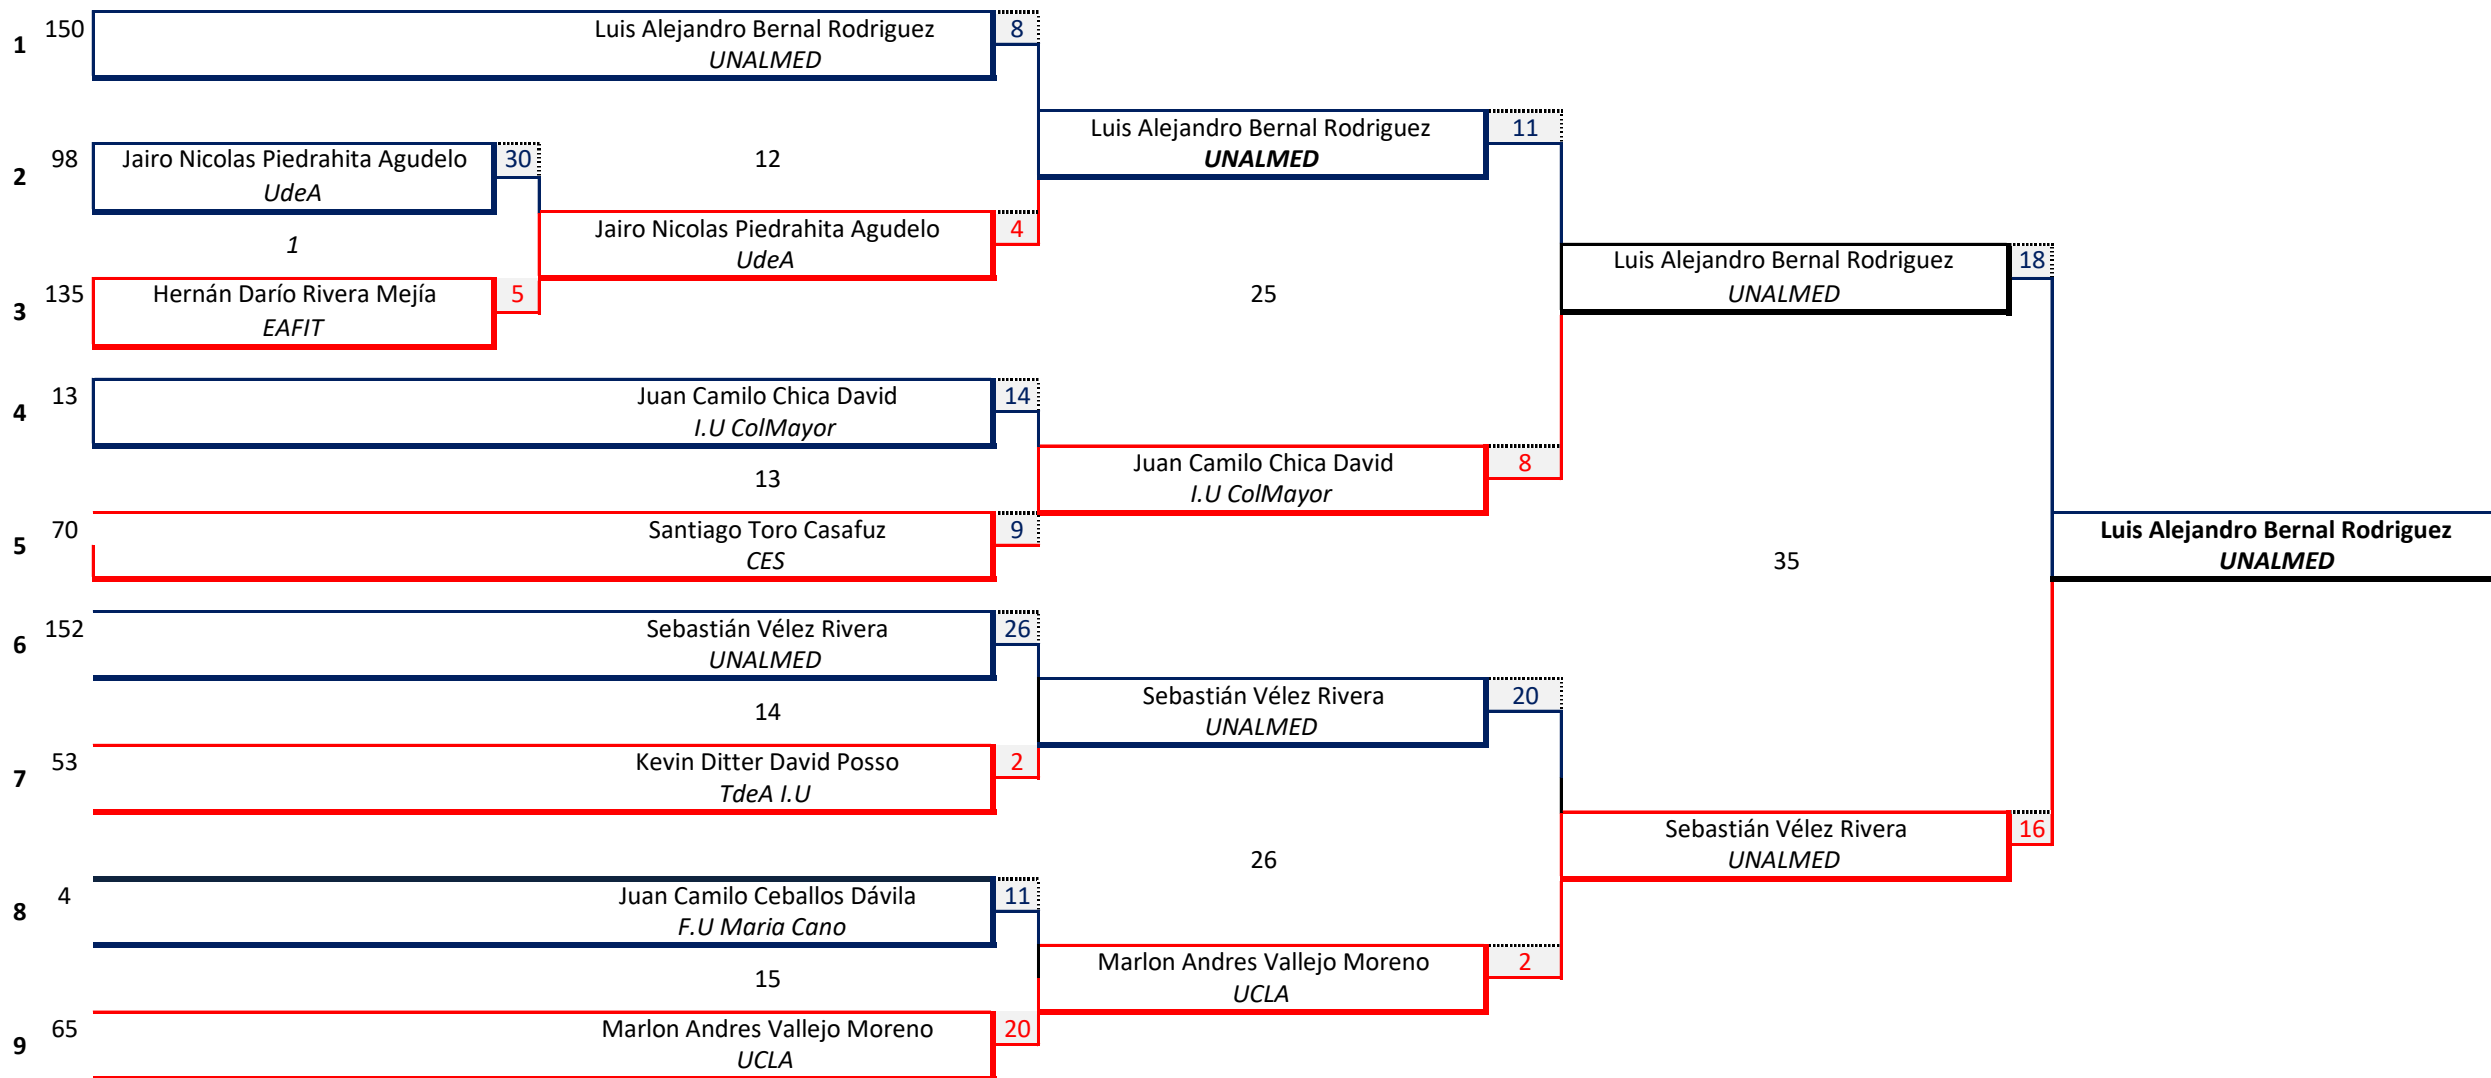 1 150 Luis Alejandro Bernal Rodriguez 8
UNALMED
Luis Alejandro Bernal Rodriguez 11
UNALMED
2 98 Jairo Nicolas Piedrahita Agudelo 30
UdeA
12
Jairo Nicolas Piedrahita Agudelo 4
UdeA
1
Luis Alejandro Bernal Rodriguez 18
UNALMED
3 135 Hernán Darío Rivera Mejía 5
EAFIT
25
4 13 Juan Camilo Chica David 14
I.U ColMayor
Juan Camilo Chica David 8
I.U ColMayor
13
5 70 Santiago Toro Casafuz 9
CES
Luis Alejandro Bernal Rodriguez
UNALMED
35
6 152 Sebastián Vélez Rivera 26
UNALMED
Sebastián Vélez Rivera 20
UNALMED
14
7 53 Kevin Ditter David Posso 2
TdeA I.U
Sebastián Vélez Rivera 16
UNALMED
26
8 4 Juan Camilo Ceballos Dávila 11
F.U Maria Cano
Marlon Andres Vallejo Moreno 2
UCLA
15
9 65 Marlon Andres Vallejo Moreno 20
UCLA